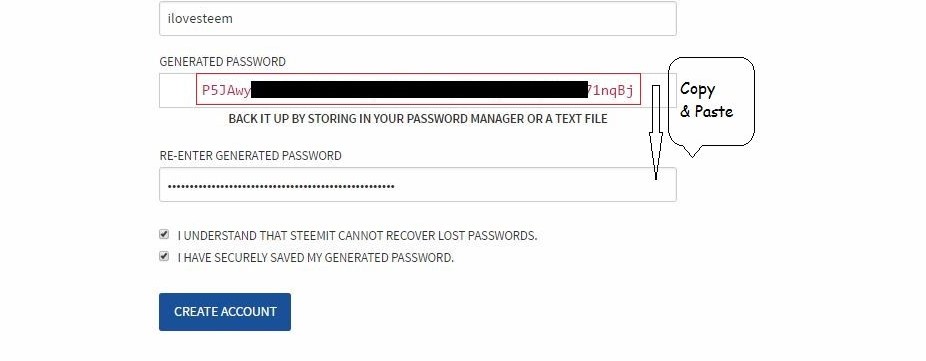 ilovesteem
GENERATED PASSWORD
P5JAwy 71nqBj
BACK IT UP BY STORING IN YOUR PASSWORD MANAGER OR A TEXT FILE
Copy
& Paste
RE-ENTER GENERATED PASSWORD
I UNDERSTAND THAT STEEMIT CANNOT RECOVER LOST PASSWORDS.
I HAVE SECURELY SAVED MY GENERATED PASSWORD.
CREATE ACCOUNT